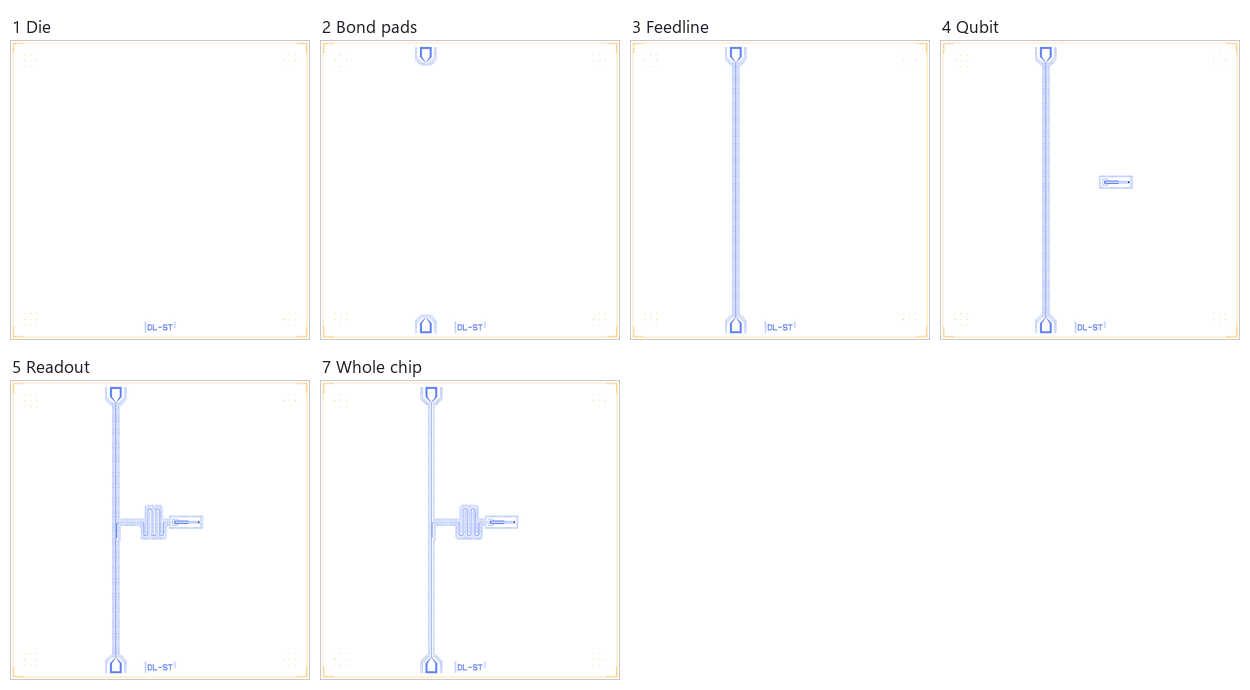 1 Die
2 Bond pads
3 Feedline
4 Qubit
DL-ST
DL-ST
DL-ST
DL-ST
5 Readout
7 Whole chip
DL-ST
DL-ST